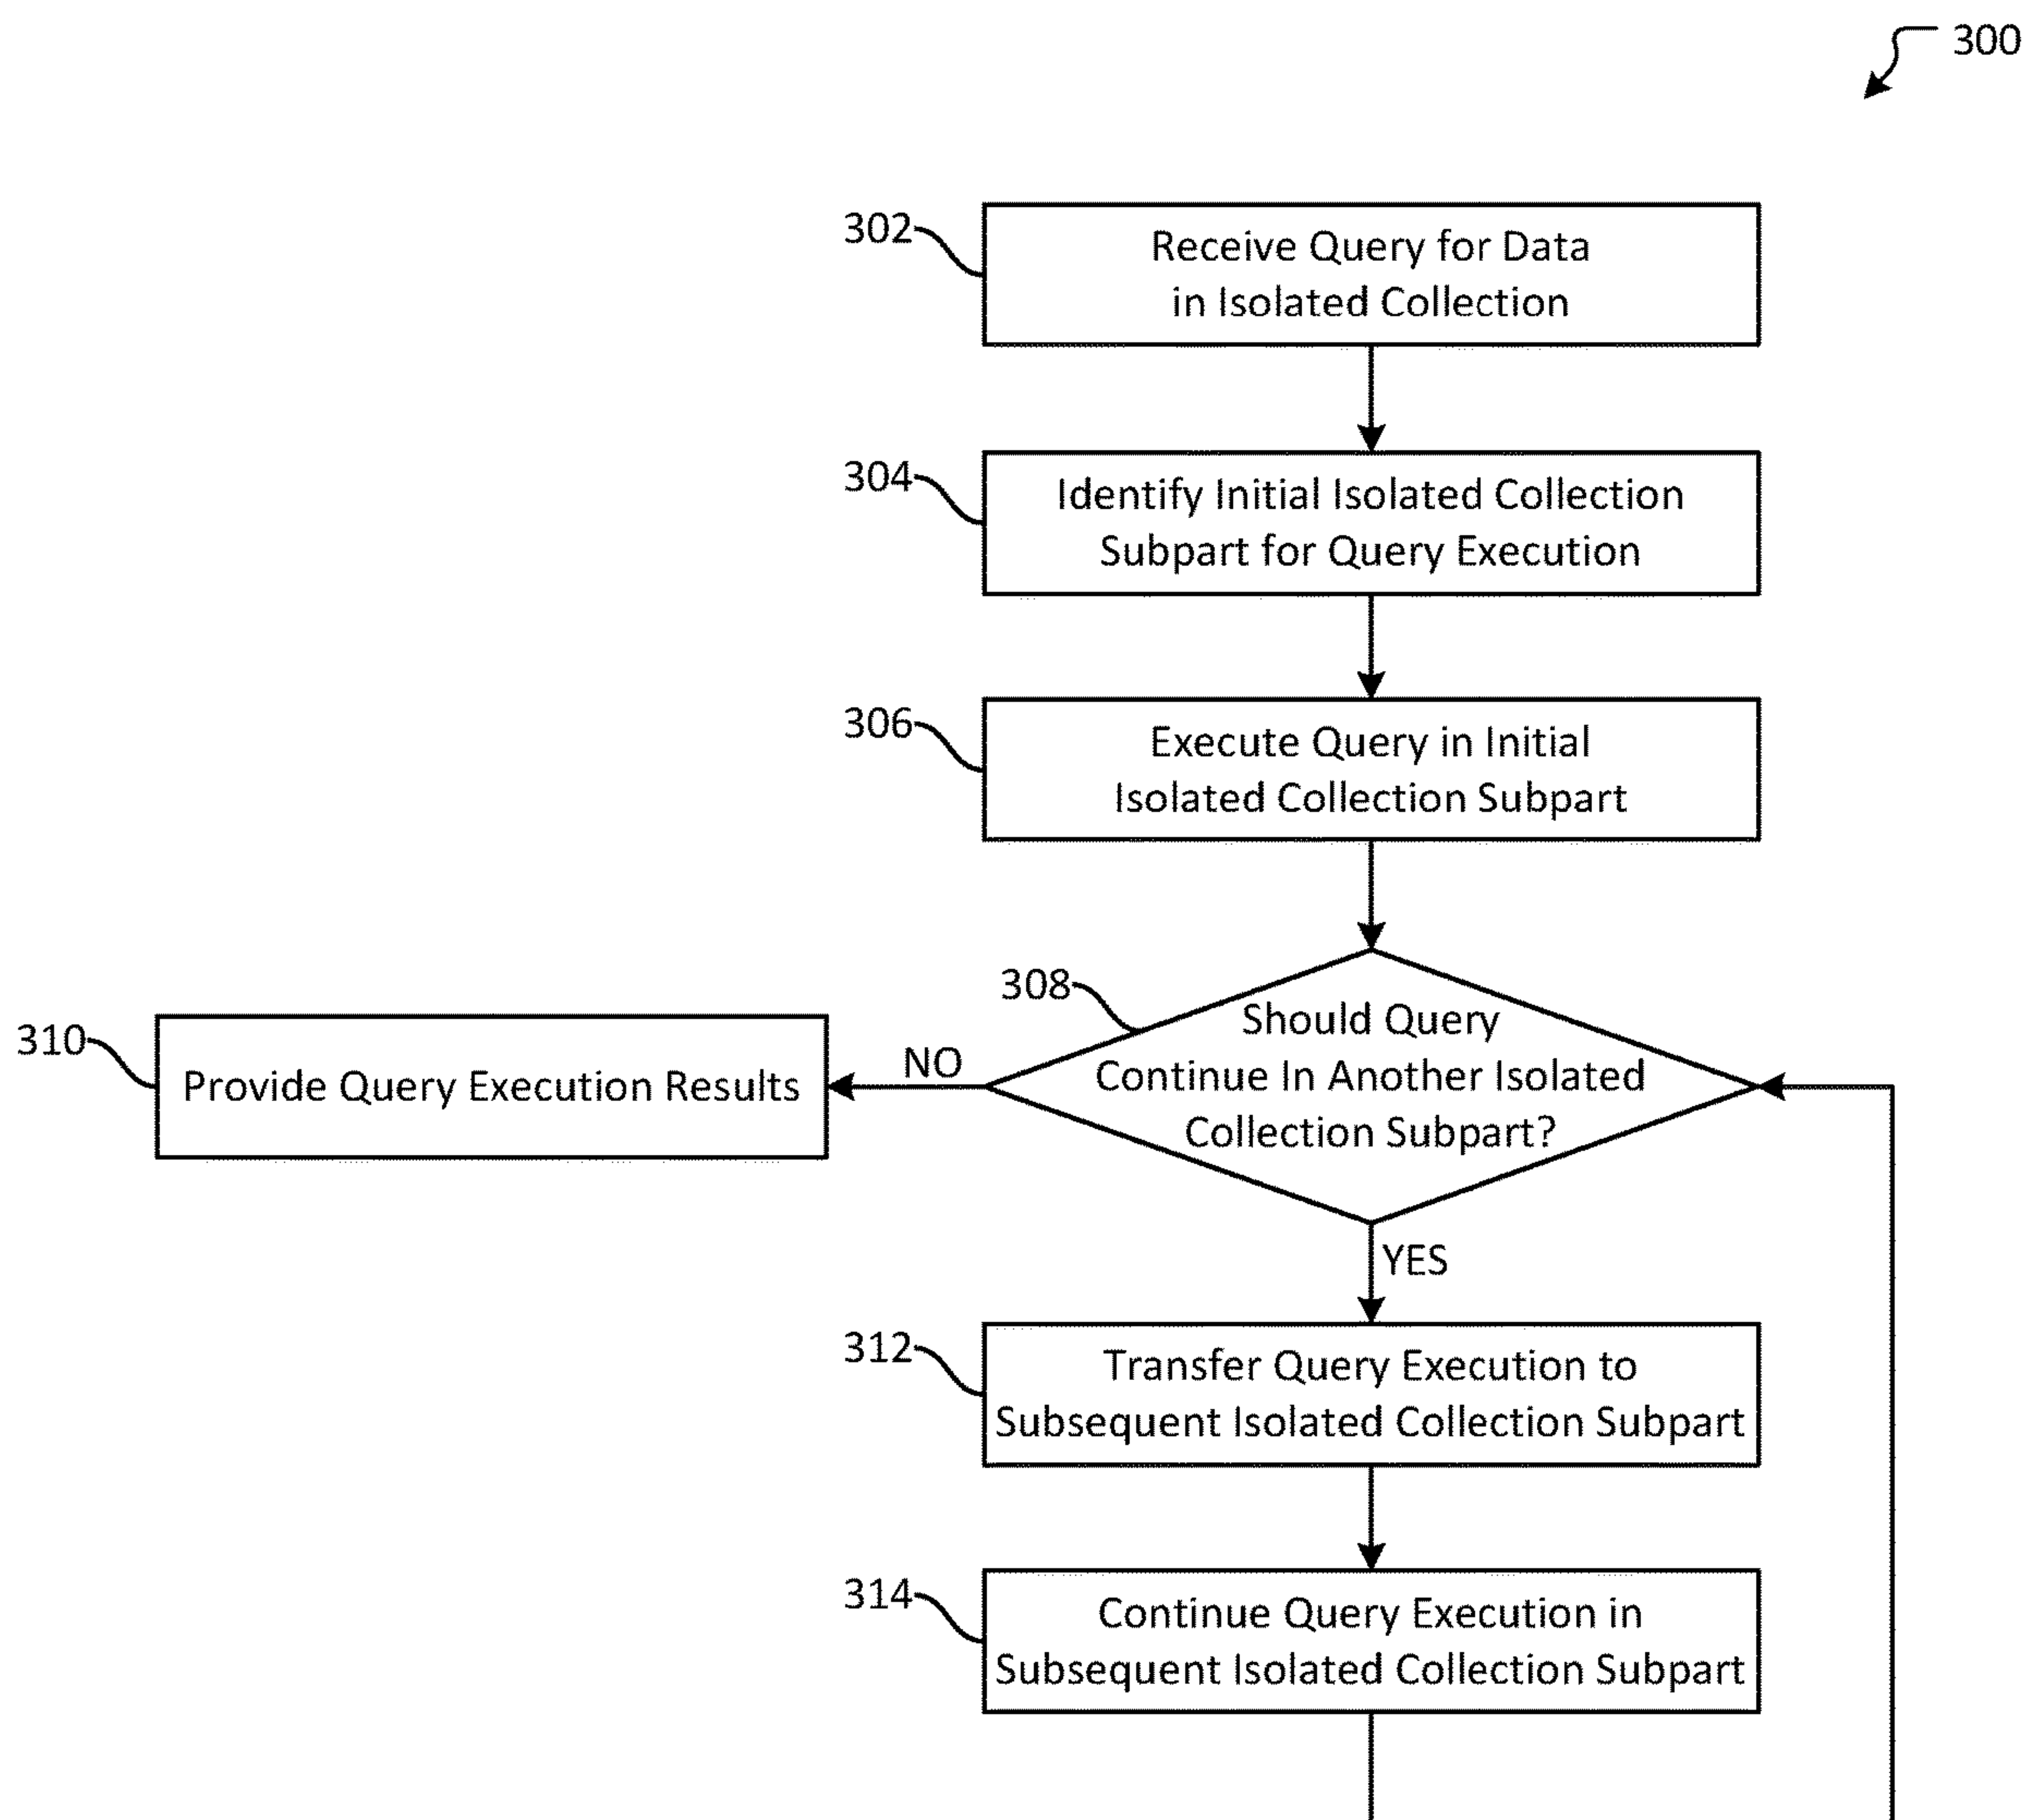 300
302
Receive Query for Data
in Isolated Collection
304
Identify Initial Isolated Collection
Subpart for Query Execution
306
Execute Query in Initial
Isolated Collection Subpart
308
Should Query
Continue In Another Isolated
Collection Subpart?
310
Provide Query Execution Results
NO
YES
312
Transfer Query Execution to
Subsequent Isolated Collection Subpart
314
Continue Query Execution in
Subsequent Isolated Collection Subpart